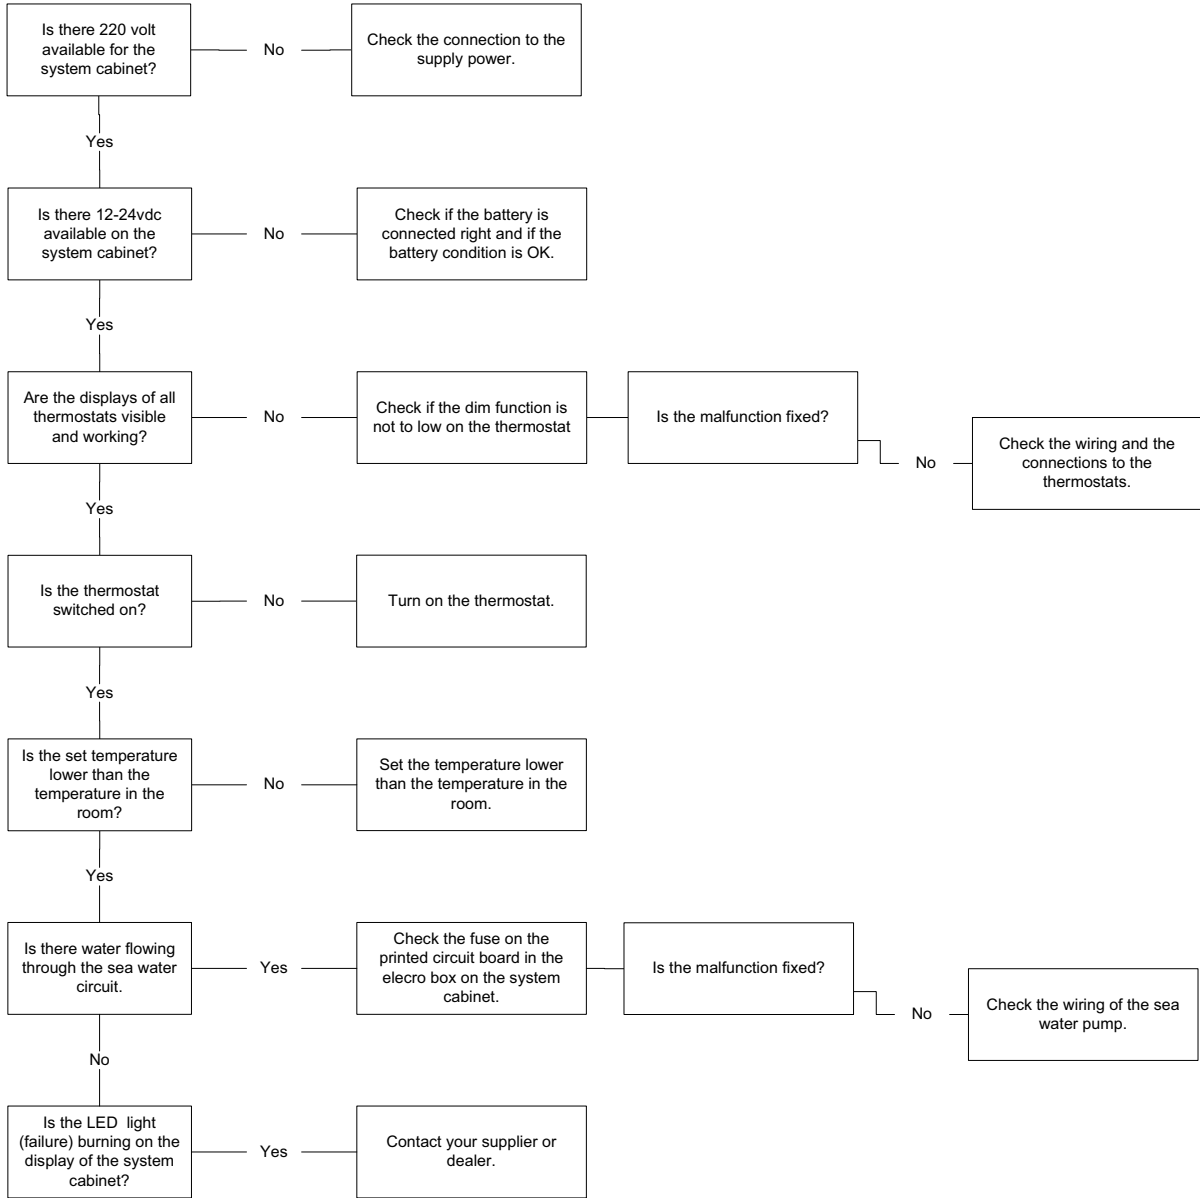 Is there 220 volt
available for the
system cabinet?
No
Check the connection to the
supply power.
Yes
Is there 12-24vdc
available on the
system cabinet?
No
Check if the battery is
connected right and if the
battery condition is OK.
Yes
Are the displays of all
thermostats visible
and working?
No
Check if the dim function is
not to low on the thermostat
Is the malfunction fixed?
No
Check the wiring and the
connections to the
thermostats.
Yes
Is the thermostat
switched on?
No
Turn on the thermostat.
Yes
Is the set temperature
lower than the
temperature in the
room?
No
Set the temperature lower
than the temperature in the
room.
Yes
Is there water flowing
through the sea water
circuit.
Yes
Check the fuse on the
printed circuit board in the
elecro box on the system
cabinet.
Is the malfunction fixed?
No
Check the wiring of the sea
water pump.
No
Is the LED light
(failure) burning on the
display of the system
cabinet?
Yes
Contact your supplier or
dealer.